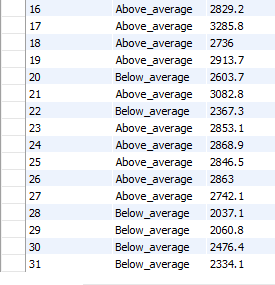 16 Above_average 2829.2
17 Above_average 3285.8
18 Above_average 2736
19 Above_average 2913.7
20 Below_average 2603.7
21 Above_average 3082.8
22 Below_average 2367.3
23 Above_average 2853.1
24 Above_average 2868.9
25 Above_average 2846.5
26 Above_average 2863
27 Above_average 2742.1
28 Below_average 2037.1
29 Below_average 2060.8
30 Below_average 2476.4
31 Below_average 2334.1